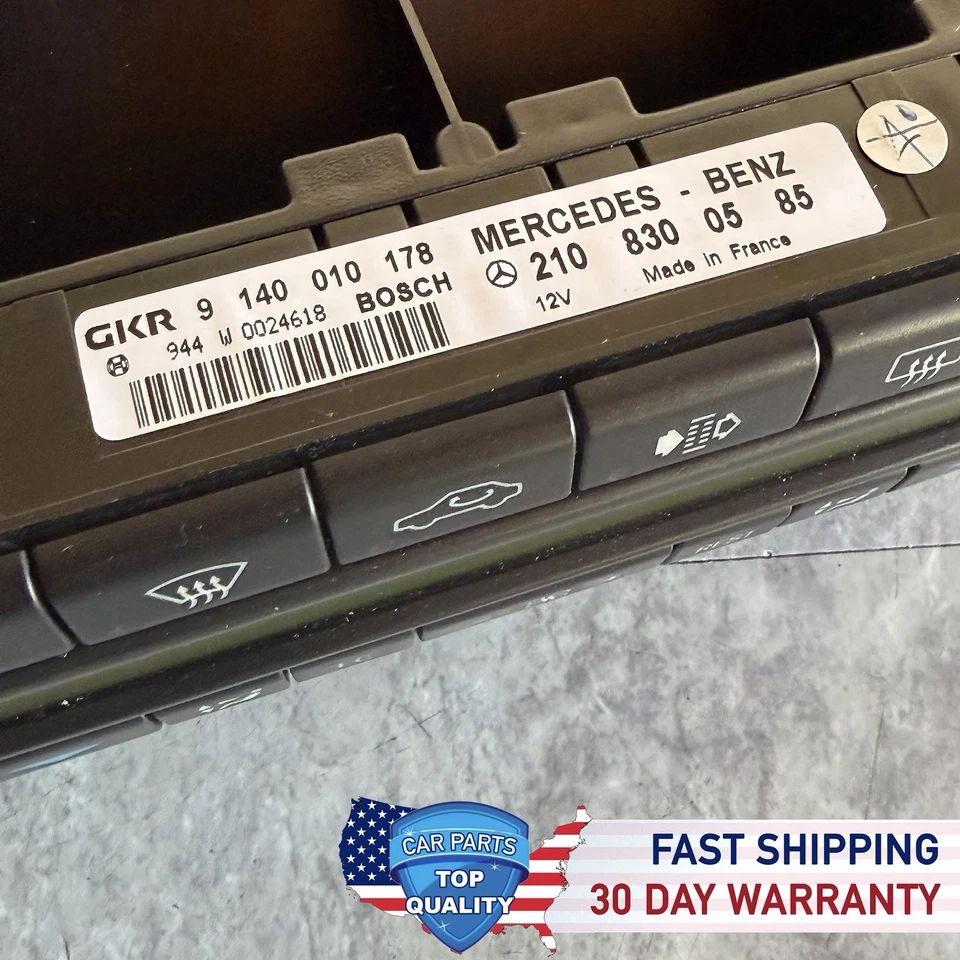 GKR 9 140 010 178
944 W 0024618 BOSCH
MERCEDES - BENZ
210 830 05 85
12V Made in France
CAR PARTS
TOP
QUALITY
FAST SHIPPING
30 DAY WARRANTY